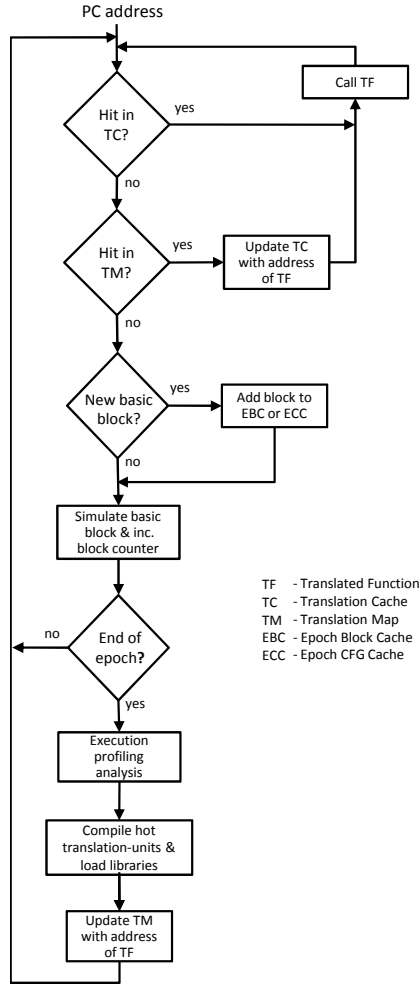 PC address
Call TF
Hit in
TC?
yes
no
Hit in
TM?
yes
Update TC
with address
of TF
no
New basic
block?
yes
Add block to
EBC or ECC
no
Simulate basic
block & inc.
block counter
TF - Translated Function
TC - Translation Cache
TM - Translation Map
EBC - Epoch Block Cache
ECC - Epoch CFG Cache
no
End of
epoch?
yes
Execution
profiling
analysis
Compile hot
translation-units &
load libraries
Update TM
with address
of TF